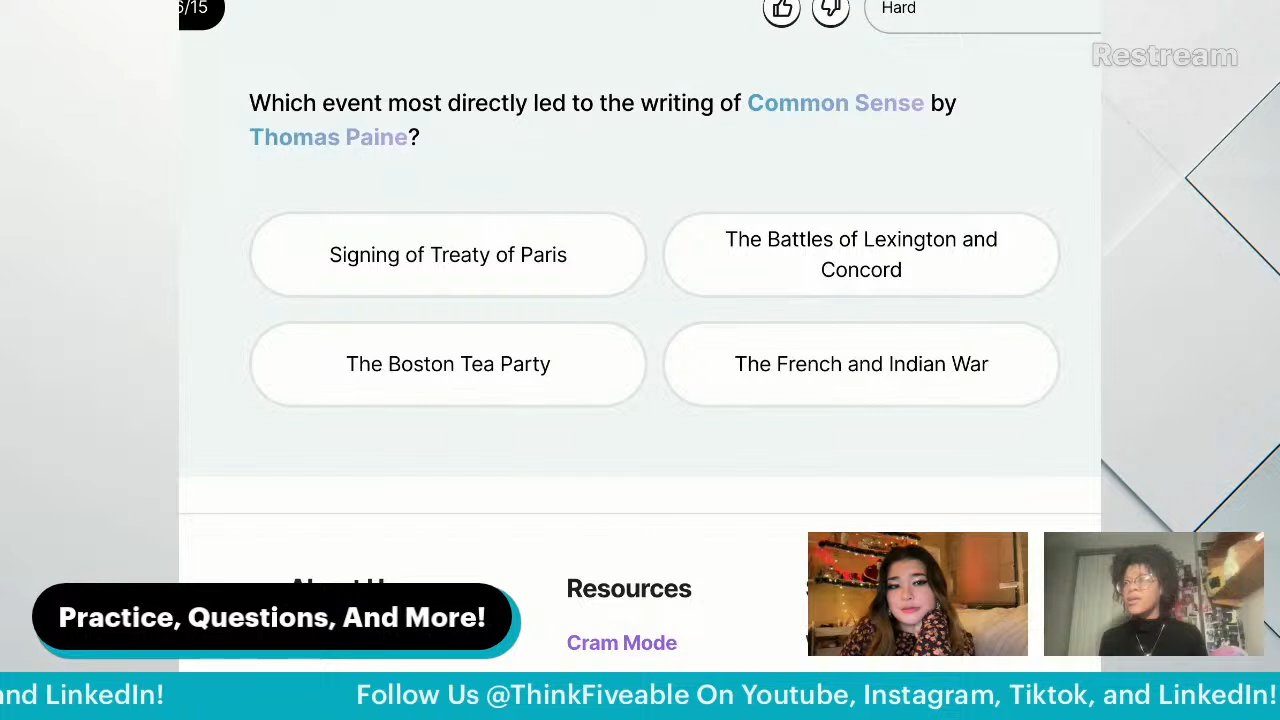 6/15
Hard
Restream
Which event most directly led to the writing of Common Sense by
Thomas Paine?
Signing of Treaty of Paris
The Battles of Lexington and
Concord
The Boston Tea Party
The French and Indian War
Resources
Practice, Questions, And More!
Cram Mode
and LinkedIn!
Follow Us @ThinkFiveable On Youtube, Instagram, Tiktok, and LinkedIn!